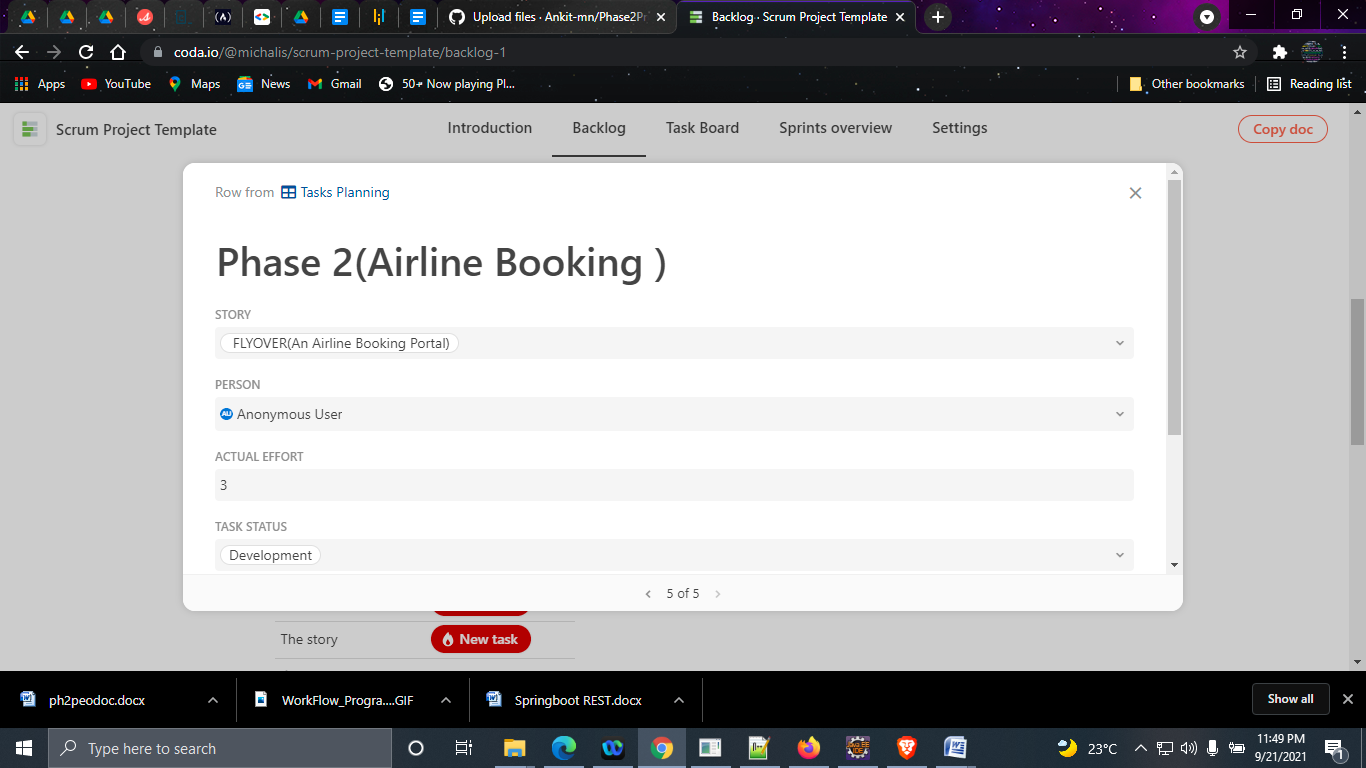 Upload files · Ankit-mn/Phase2Pr
Backlog · Scrum Project Template
coda.io/@michalis/scrum-project-template/backlog-1
Apps YouTube Maps News Gmail 50+ Now playing Pl... Other bookmarks Reading list
Scrum Project Template Introduction Backlog Task Board Sprints overview Settings Copy doc
Row from Tasks Planning
Phase 2(Airline Booking )
STORY
FLYOVER(An Airline Booking Portal)
PERSON
AU Anonymous User
ACTUAL EFFORT
3
TASK STATUS
Development
5 of 5
The story New task
ph2peodoc.docx WorkFlow_Progra....GIF Springboot REST.docx Show all
Type here to search 23°C 11:49 PM
9/21/2021 1